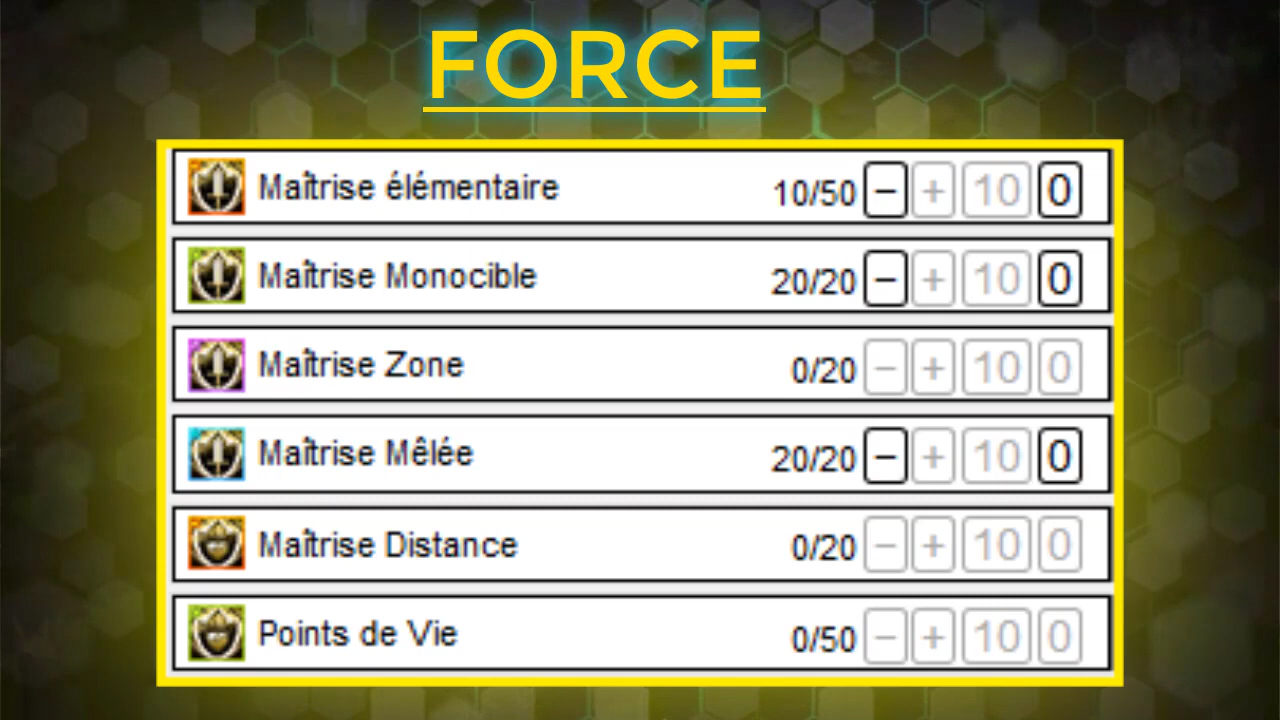 FORCE
Maîtrise élémentaire 10/50 − + 10 0
Maîtrise Monocible 20/20 − + 10 0
Maîtrise Zone 0/20 − + 10 0
Maîtrise Mêlée 20/20 − + 10 0
Maîtrise Distance 0/20 − + 10 0
Points de Vie 0/50 − + 10 0